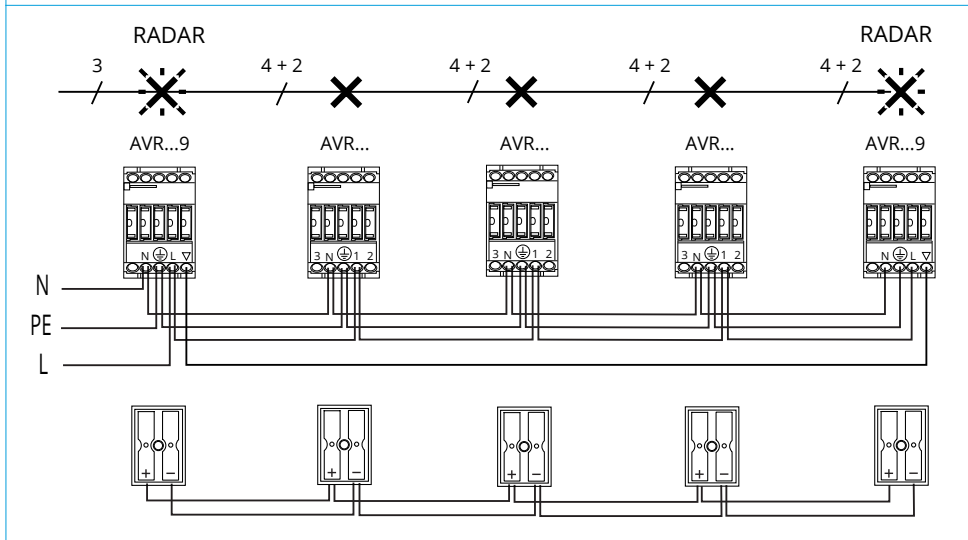 RADAR RADAR
3 4 + 2 4 + 2 4 + 2 4 + 2
AVR...9 AVR... AVR... AVR... AVR...9
N L ▽ 3 N 1 2 3 N 1 2 3 N 1 2 N L ▽
N
PE
L
+ − + − + − + − + −